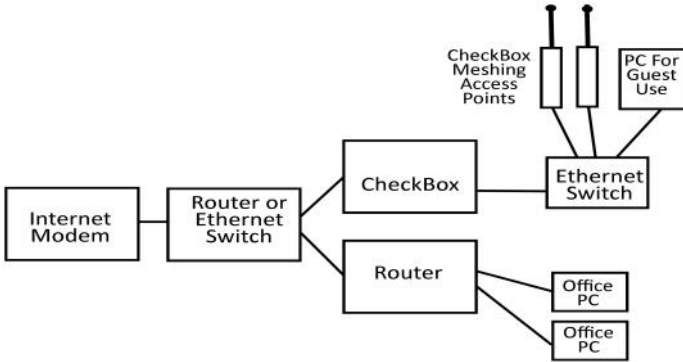 CheckBox
Meshing
Access
Points
PC For
Guest
Use
CheckBox
Ethernet
Switch
Internet
Modem
Router or
Ethernet
Switch
Router
Office
PC
Office
PC